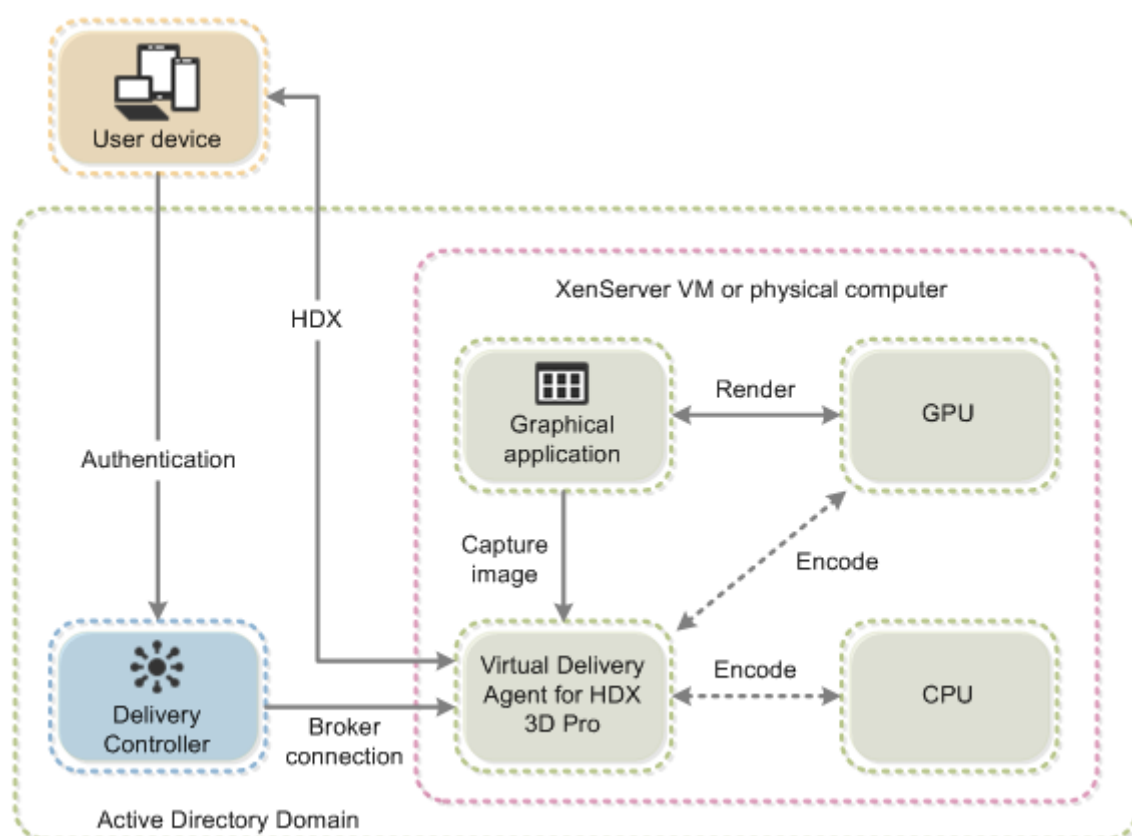 User device
XenServer VM or physical computer
HDX
Render
Graphical
application
GPU
Authentication
Capture
image
Encode
Virtual Delivery
Agent for HDX
3D Pro
Encode
CPU
Delivery
Controller
Broker
connection
Active Directory Domain